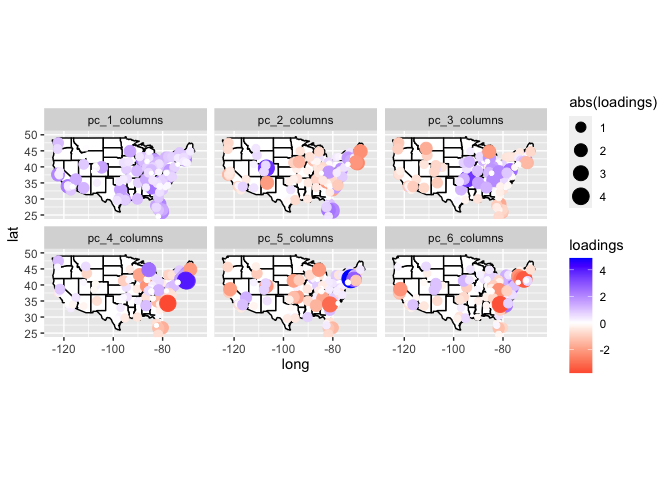 pc_1_columns pc_2_columns pc_3_columns
50
45
40
35
30
25
pc_4_columns pc_5_columns pc_6_columns
50
45
40
35
30
25
-120 -100 -80 -120 -100 -80 -120 -100 -80
long
lat
abs(loadings)
1
2
3
4
loadings
4
2
0
-2